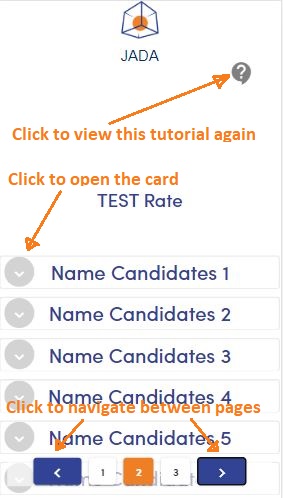 JADA
?
Click to view this tutorial again
Click to open the card
TEST Rate
Name Candidates 1
Name Candidates 2
Name Candidates 3
Name Candidates 4
Click to navigate between pages
Name Candidates 5
< 1 2 3 >